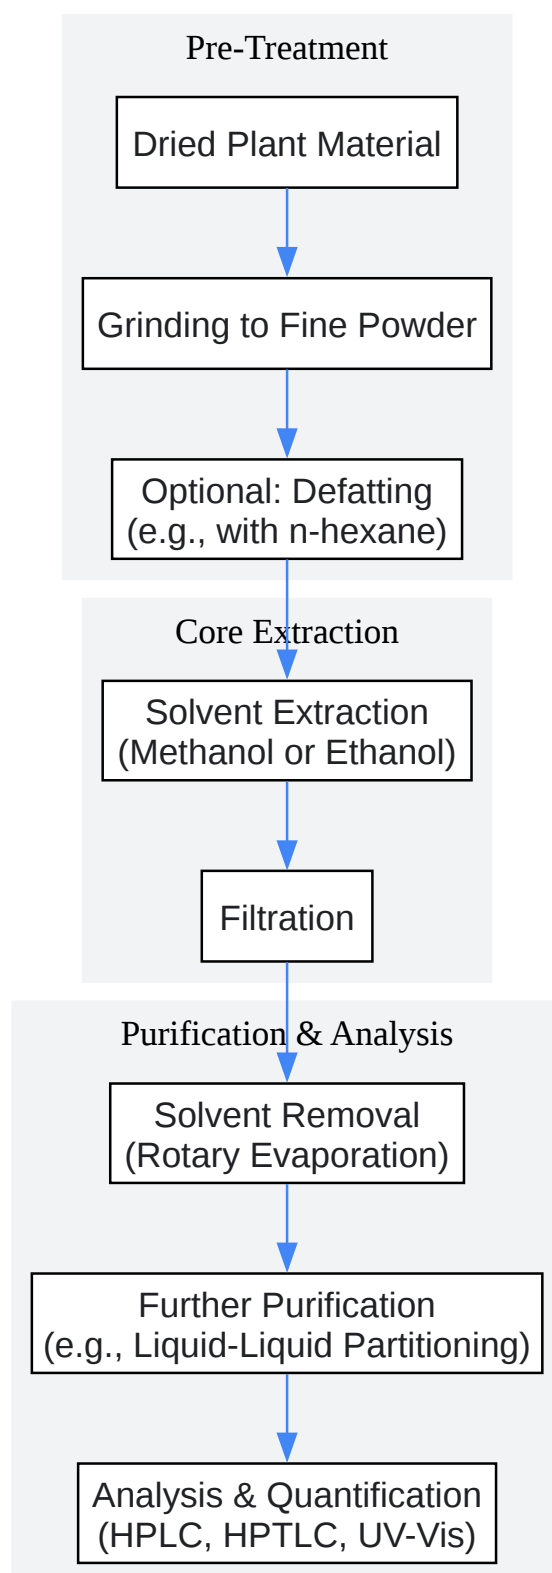 Pre-Treatment
Dried Plant Material
Grinding to Fine Powder
Optional: Defatting
(e.g., with n-hexane)
Core Extraction
Solvent Extraction
(Methanol or Ethanol)
Filtration
Purification & Analysis
Solvent Removal
(Rotary Evaporation)
Further Purification
(e.g., Liquid-Liquid Partitioning)
Analysis & Quantification
(HPLC, HPTLC, UV-Vis)